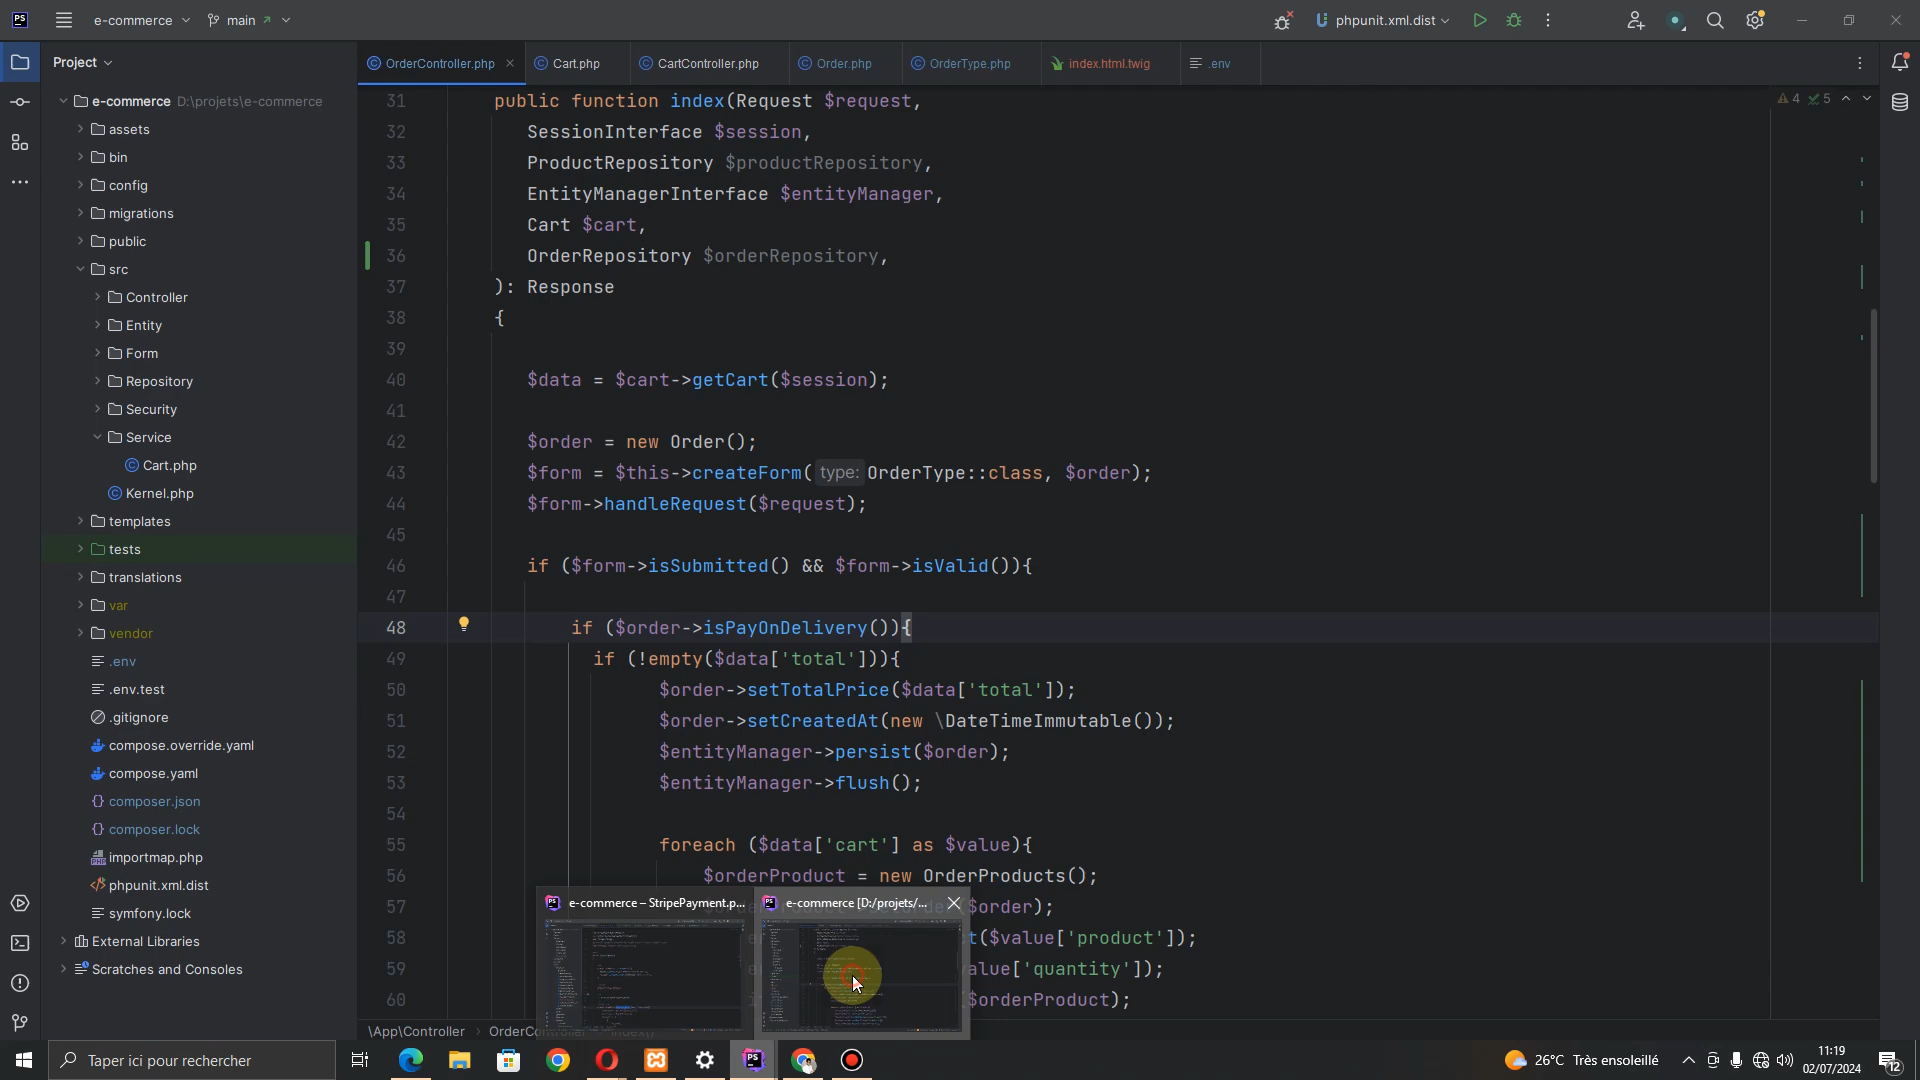 PS
e-commerce
main
phpunit.xml.dist
Project
OrderController.php
Cart.php
CartController.php
Order.php
OrderType.php
index.html.twig
.env
4 5
e-commerce D:\projets\e-commerce
assets
bin
config
migrations
public
src
Controller
Entity
Form
Repository
Security
Service
Cart.php
Kernel.php
templates
tests
translations
var
vendor
.env
.env.test
.gitignore
compose.override.yaml
compose.yaml
composer.json
composer.lock
importmap.php
phpunit.xml.dist
symfony.lock
External Libraries
Scratches and Consoles
31 public function index(Request $request,
32 SessionInterface $session,
33 ProductRepository $productRepository,
34 EntityManagerInterface $entityManager,
35 Cart $cart,
36 OrderRepository $orderRepository,
37 ): Response
38 {
39
40 $data = $cart->getCart($session);
41
42 $order = new Order();
43 $form = $this->createForm( type: OrderType::class, $order);
44 $form->handleRequest($request);
45
46 if ($form->isSubmitted() && $form->isValid()){
47
48 if ($order->isPayOnDelivery()){
49 if (!empty($data['total'])){
50 $order->setTotalPrice($data['total']);
51 $order->setCreatedAt(new \DateTimeImmutable());
52 $entityManager->persist($order);
53 $entityManager->flush();
54
55 foreach ($data['cart'] as $value){
56 $orderProduct = new OrderProducts();
57 $order);
58 t($value['product']);
59 alue['quantity']);
60 $orderProduct);
e-commerce – StripePayment.p...
e-commerce [D:/projets/...
\App\Controller
Taper ici pour rechercher
PS
26°C Très ensoleillé
11:19
02/07/2024
12